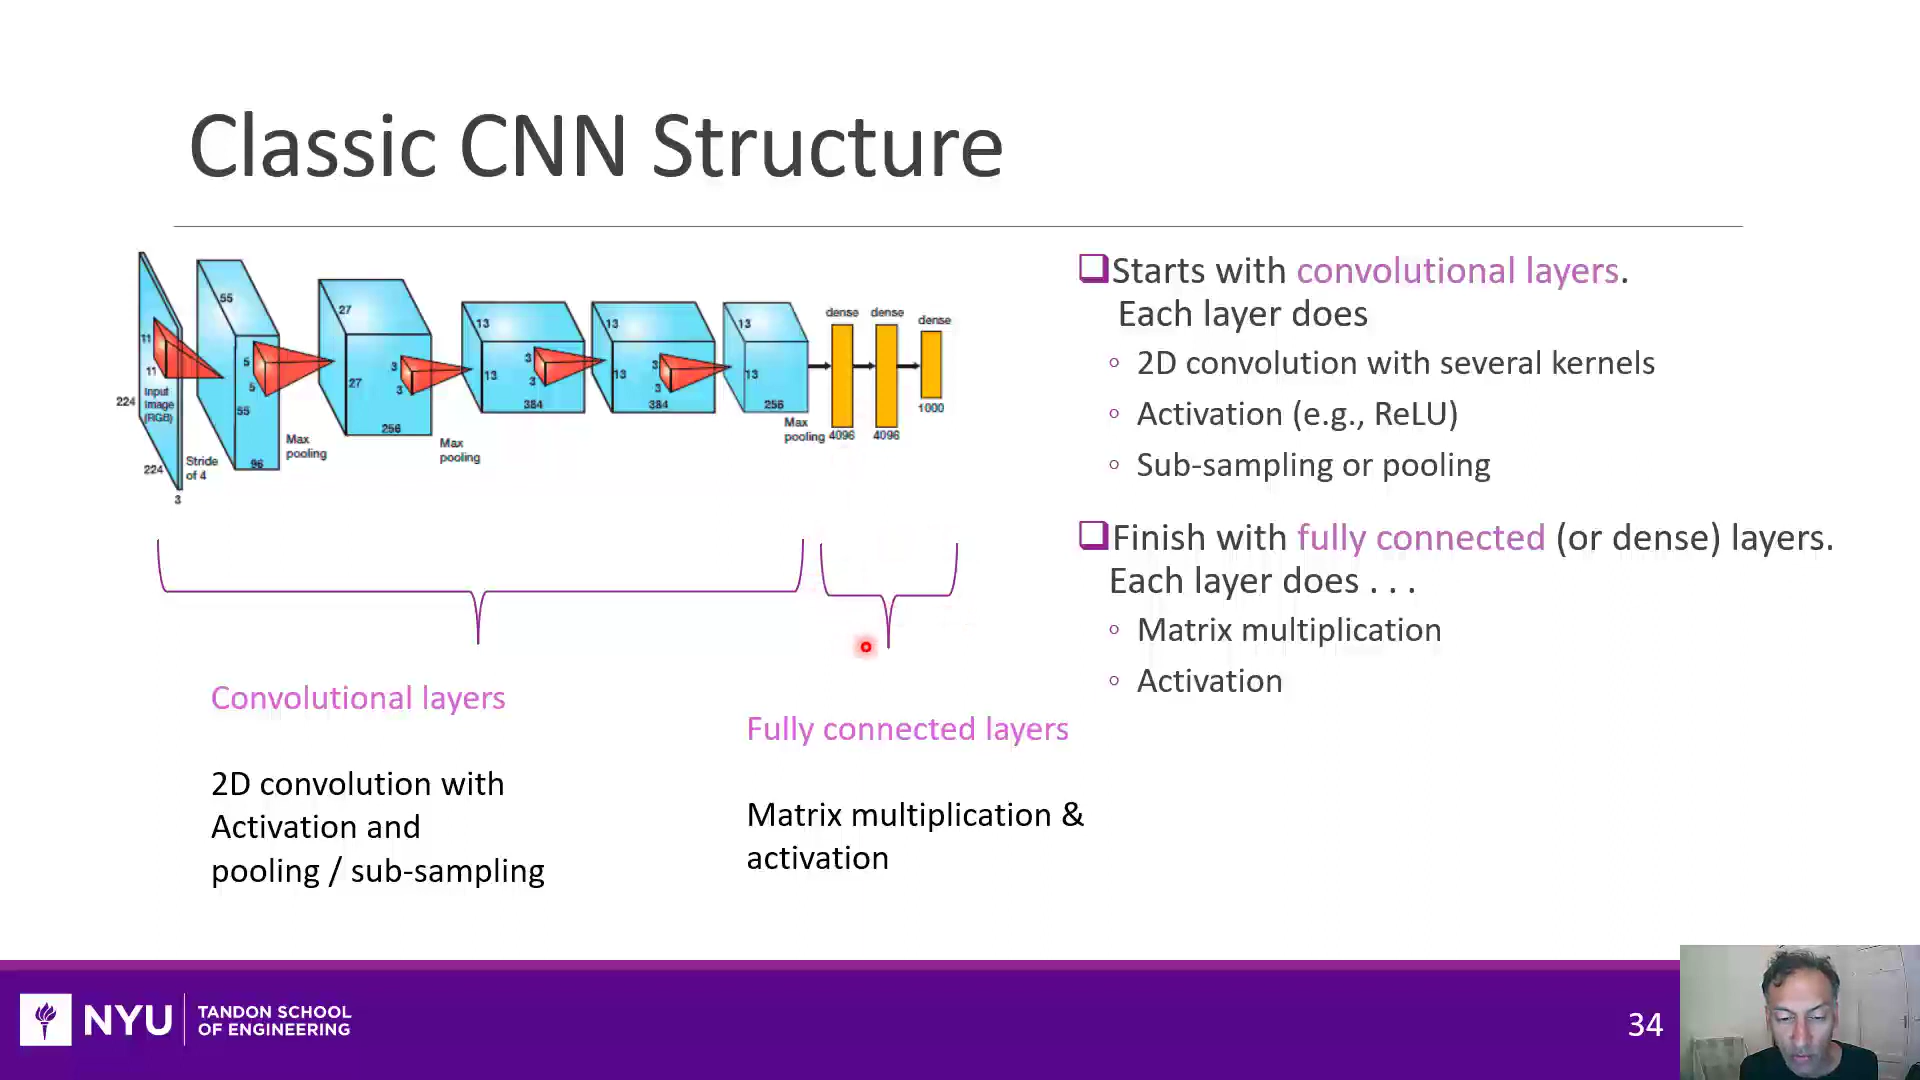 Classic CNN Structure
11
11
Input
Image
(RGB)
224
224
3
Stride
of 4
55
5
5
55
96
Max
pooling
27
27
3
3
256
Max
pooling
13
13
3
3
384
13
13
3
3
384
13
13
256
Max
pooling
dense
4096
dense
4096
dense
1000
Convolutional layers
2D convolution with
Activation and
pooling / sub-sampling
Fully connected layers
Matrix multiplication &
activation
Starts with convolutional layers.
Each layer does
◦ 2D convolution with several kernels
◦ Activation (e.g., ReLU)
◦ Sub-sampling or pooling
Finish with fully connected (or dense) layers.
Each layer does . . .
◦ Matrix multiplication
◦ Activation
NYU
TANDON SCHOOL
OF ENGINEERING
34